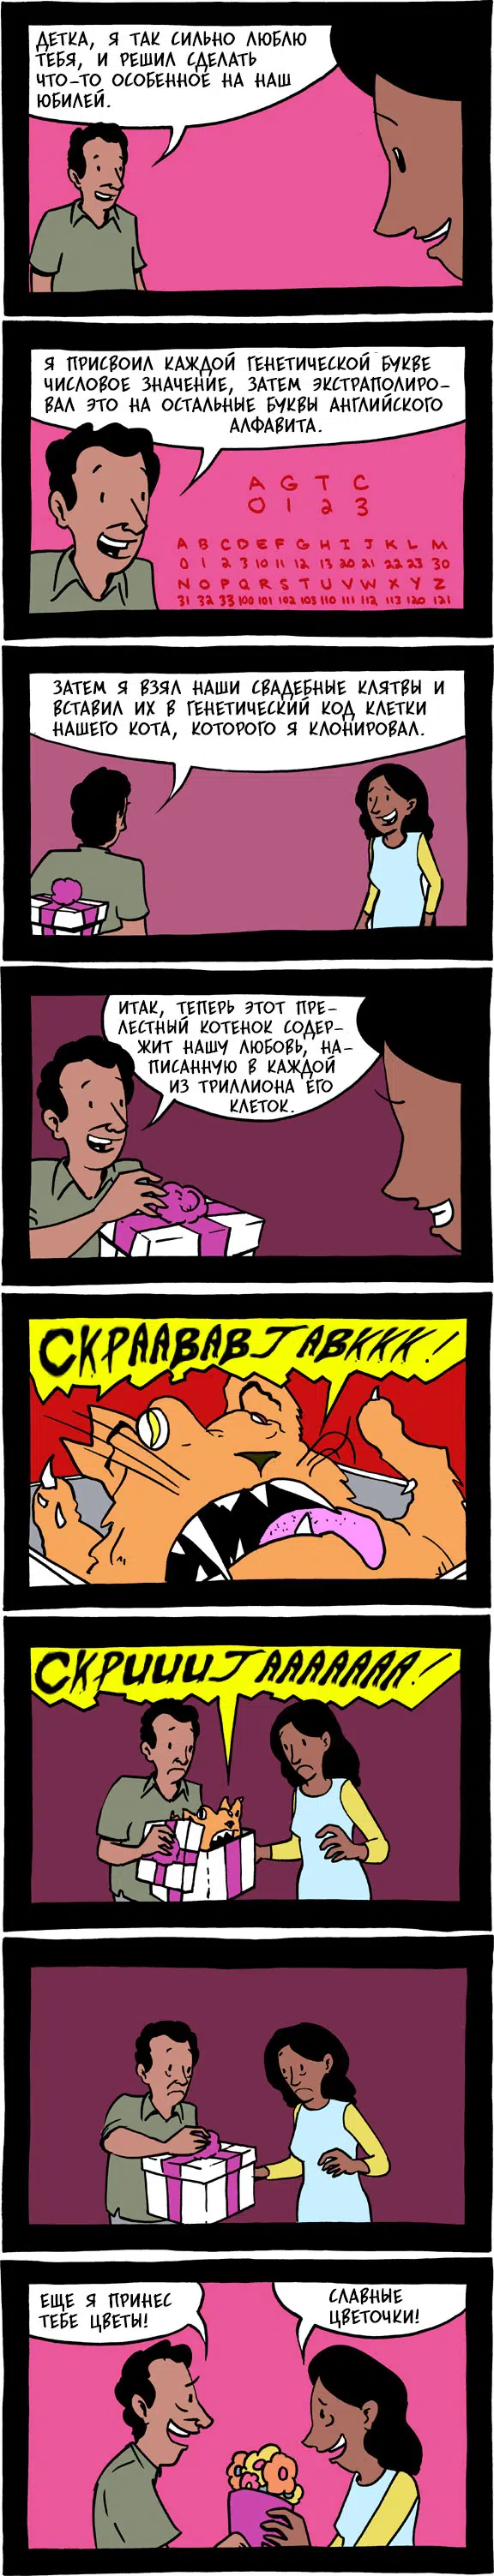 ДЕТКА, Я ТАК СИЛЬНО ЛЮБЛЮ
ТЕБЯ, И РЕШИЛ СДЕЛАТЬ
ЧТО-ТО ОСОБЕННОЕ НА НАШ
ЮБИЛЕЙ.
Я ПРИСВОИЛ КАЖДОЙ ГЕНЕТИЧЕСКОЙ БУКВЕ
ЧИСЛОВОЕ ЗНАЧЕНИЕ, ЗАТЕМ ЭКСТРАПОЛИРО-
ВАЛ ЭТО НА ОСТАЛЬНЫЕ БУКВЫ АНГЛИЙСКОГО
АЛФАВИТА.
A G T C
0 1 2 3
A B C D E F G H I J K L M
0 1 2 3 10 11 12 13 20 21 22 23 30
N O P Q R S T U V W X Y Z
31 32 33 100 101 102 103 110 111 112 113 120 121
ЗАТЕМ Я ВЗЯЛ НАШИ СВАДЕБНЫЕ КЛЯТВЫ И
ВСТАВИЛ ИХ В ГЕНЕТИЧЕСКИЙ КОД КЛЕТКИ
НАШЕГО КОТА, КОТОРОГО Я КЛОНИРОВАЛ.
ИТАК, ТЕПЕРЬ ЭТОТ ПРЕ-
ЛЕСТНЫЙ КОТЕНОК СОДЕР-
ЖИТ НАШУ ЛЮБОВЬ, НА-
ПИСАННУЮ В КАЖДОЙ
ИЗ ТРИЛЛИОНА ЕГО
КЛЕТОК.
СКРААВАВJАВККК!
СКРИИИJААААААА!
ЕЩЕ Я ПРИНЕС
ТЕБЕ ЦВЕТЫ!
СЛАВНЫЕ
ЦВЕТОЧКИ!